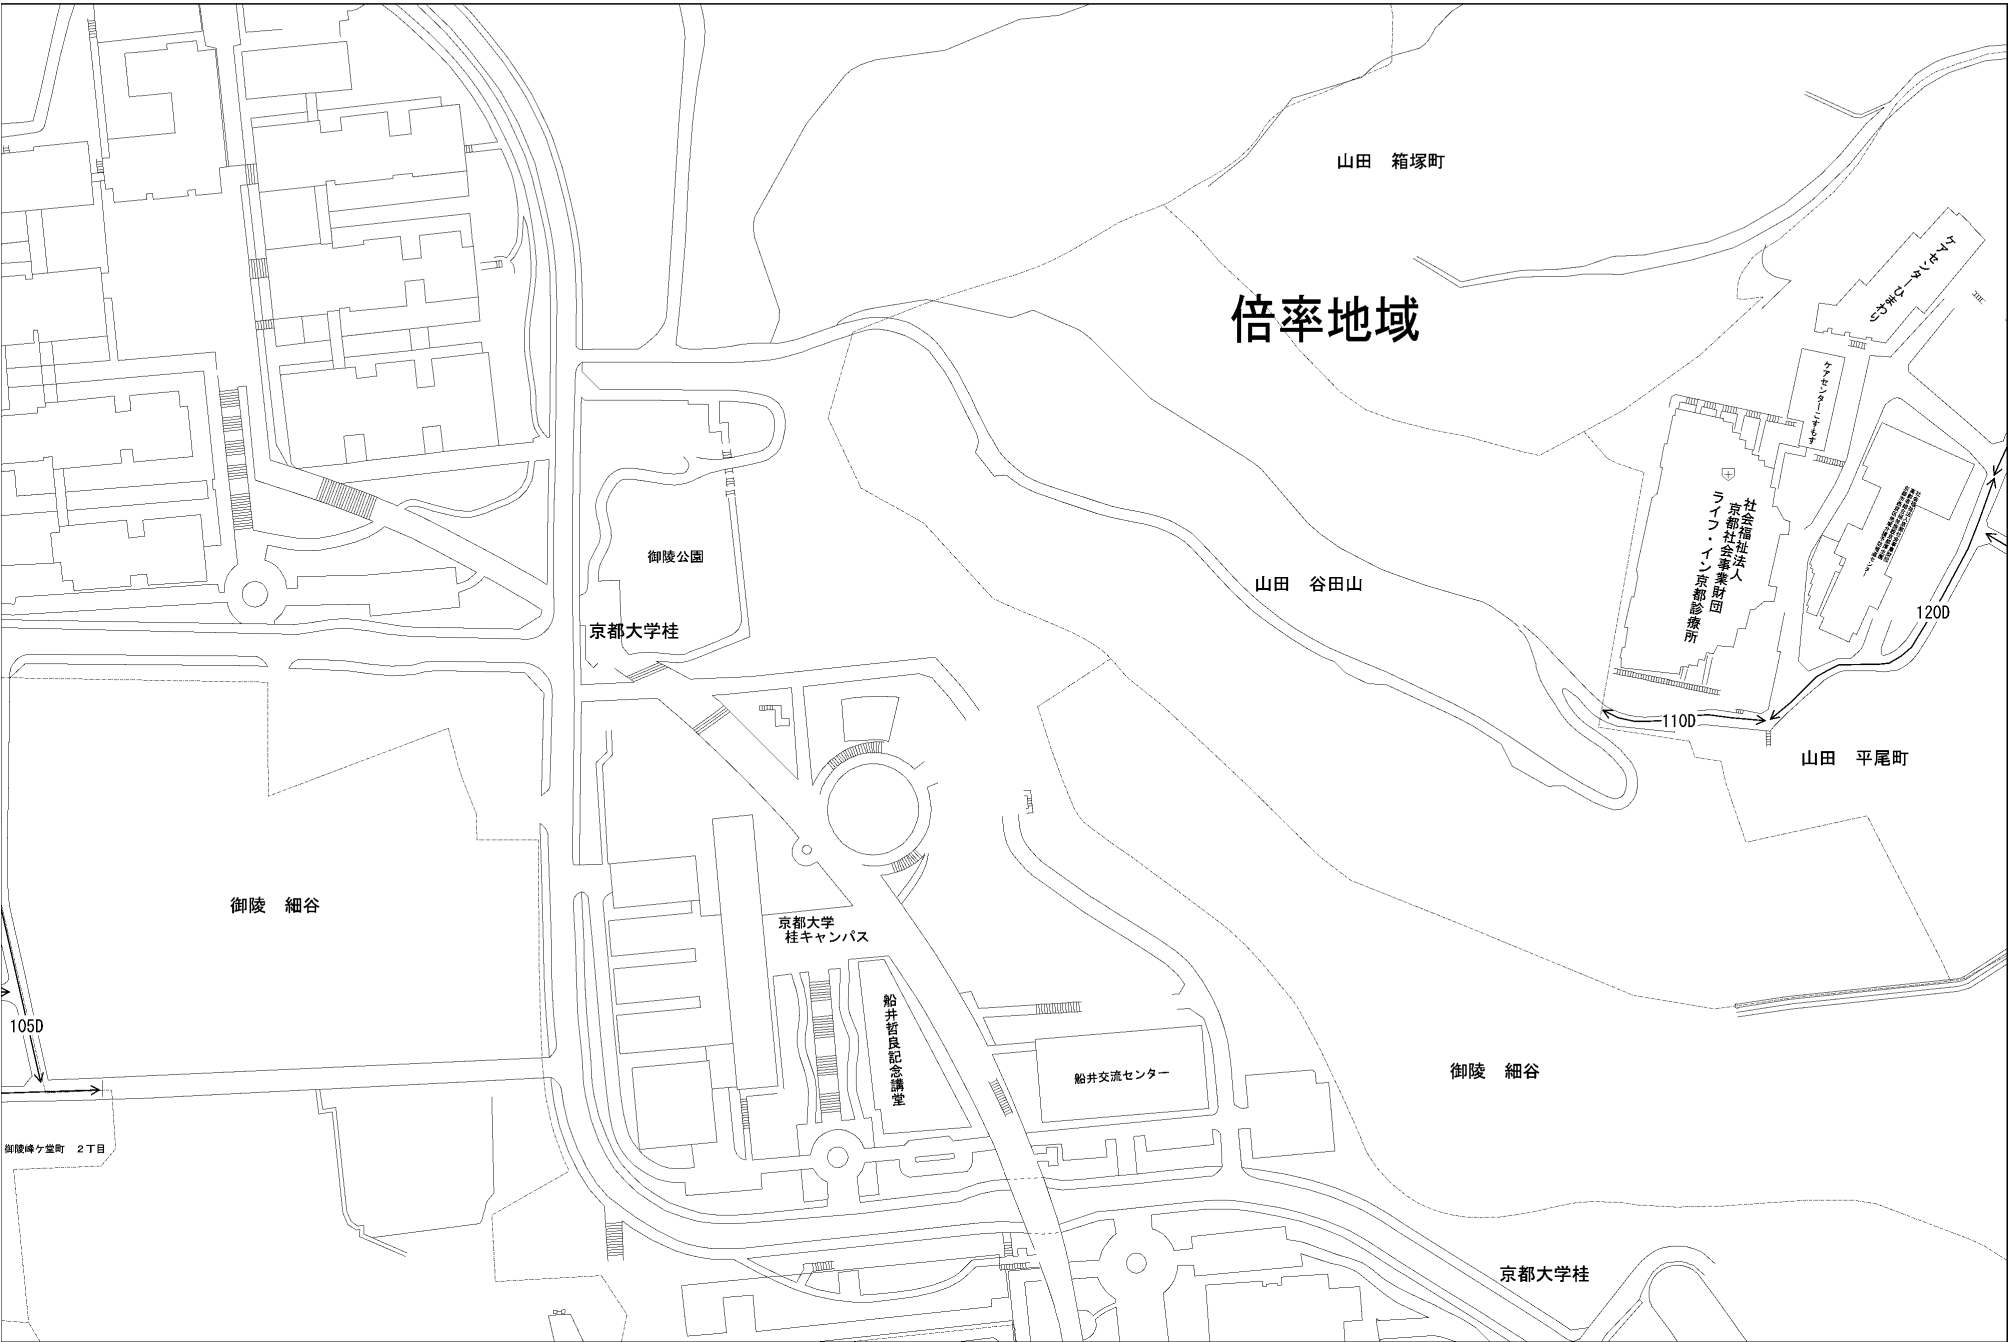 山田　箱塚町
ケアセンターひまわり
倍率地域
ケアセンターこすもす
社会福祉法人
京都社会事業財団
ライフ・イン京都診療所
御陵公園
山田　谷田山
120D
京都大学桂
110D
山田　平尾町
御陵　細谷
京都大学
桂キャンパス
船井哲良記念講堂
105D
船井交流センター
御陵　細谷
御陵峰ケ堂町　２丁目
京都大学桂